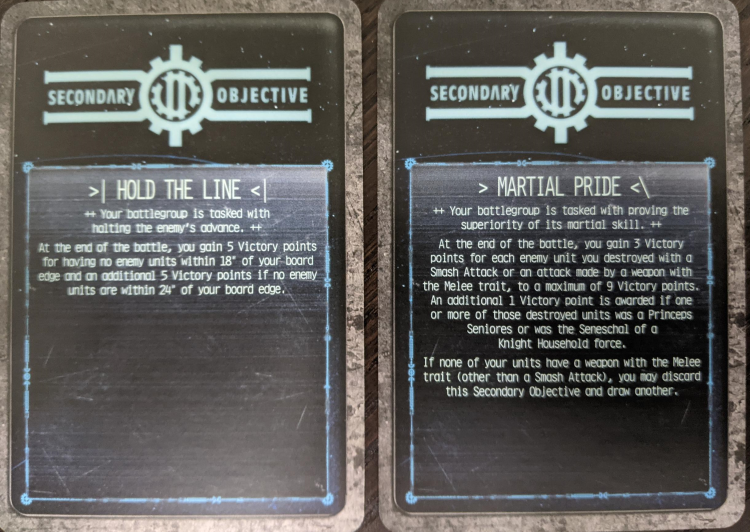 SECONDARY OBJECTIVE
>| HOLD THE LINE <|
++ Your battlegroup is tasked with
halting the enemy's advance. ++
At the end of the battle, you gain 5 Victory points
for having no enemy units within 18" of your board
edge and an additional 5 Victory points if no enemy
units are within 24" of your board edge.
SECONDARY OBJECTIVE
> MARTIAL PRIDE <\
++ Your battlegroup is tasked with proving the
superiority of its martial skill. ++
At the end of the battle, you gain 3 Victory
points for each enemy unit you destroyed with a
Smash Attack or an attack made by a weapon with
the Melee trait, to a maximum of 9 Victory points.
An additional 1 Victory point is awarded if one
or more of those destroyed units was a Princeps
Seniores or was the Seneschal of a
Knight Household force.
If none of your units have a weapon with the Melee
trait (other than a Smash Attack), you may discard
this Secondary Objective and draw another.